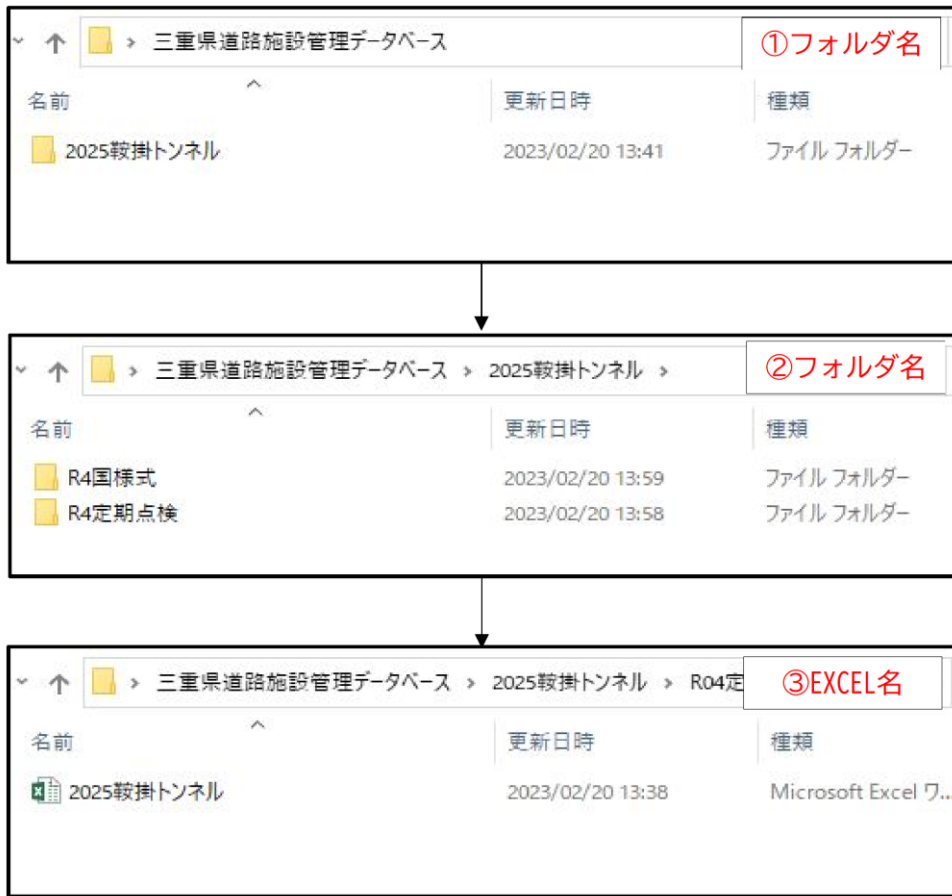 三重県道路施設管理データベース ①フォルダ名
名前 更新日時 種類
2025鞍掛トンネル 2023/02/20 13:41 ファイル フォルダー
三重県道路施設管理データベース > 2025鞍掛トンネル > ②フォルダ名
名前 更新日時 種類
R4国様式 2023/02/20 13:59 ファイル フォルダー
R4定期点検 2023/02/20 13:58 ファイル フォルダー
三重県道路施設管理データベース > 2025鞍掛トンネル > R04定 ③EXCEL名
名前 更新日時 種類
2025鞍掛トンネル 2023/02/20 13:38 Microsoft Excel ワ...